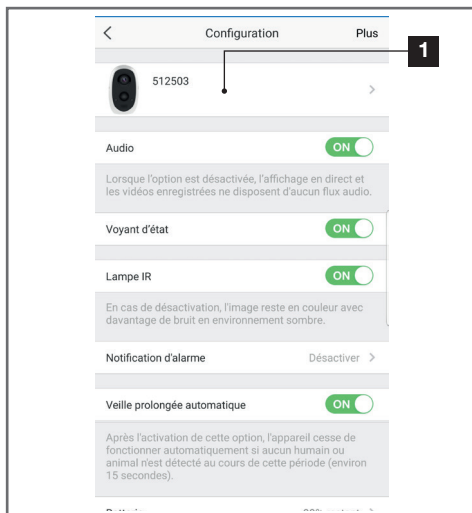 Configuration
Plus
1
512503
Audio
ON
Lorsque l'option est désactivée, l'affichage en direct et
les vidéos enregistrées ne disposent d'aucun flux audio.
Voyant d'état
ON
Lampe IR
ON
En cas de désactivation, l'image reste en couleur avec
davantage de bruit en environnement sombre.
Notification d'alarme
Désactiver
Veille prolongée automatique
ON
Après l'activation de cette option, l'appareil cesse de
fonctionner automatiquement si aucun humain ou
animal n'est détecté au cours de cette période (environ
15 secondes).